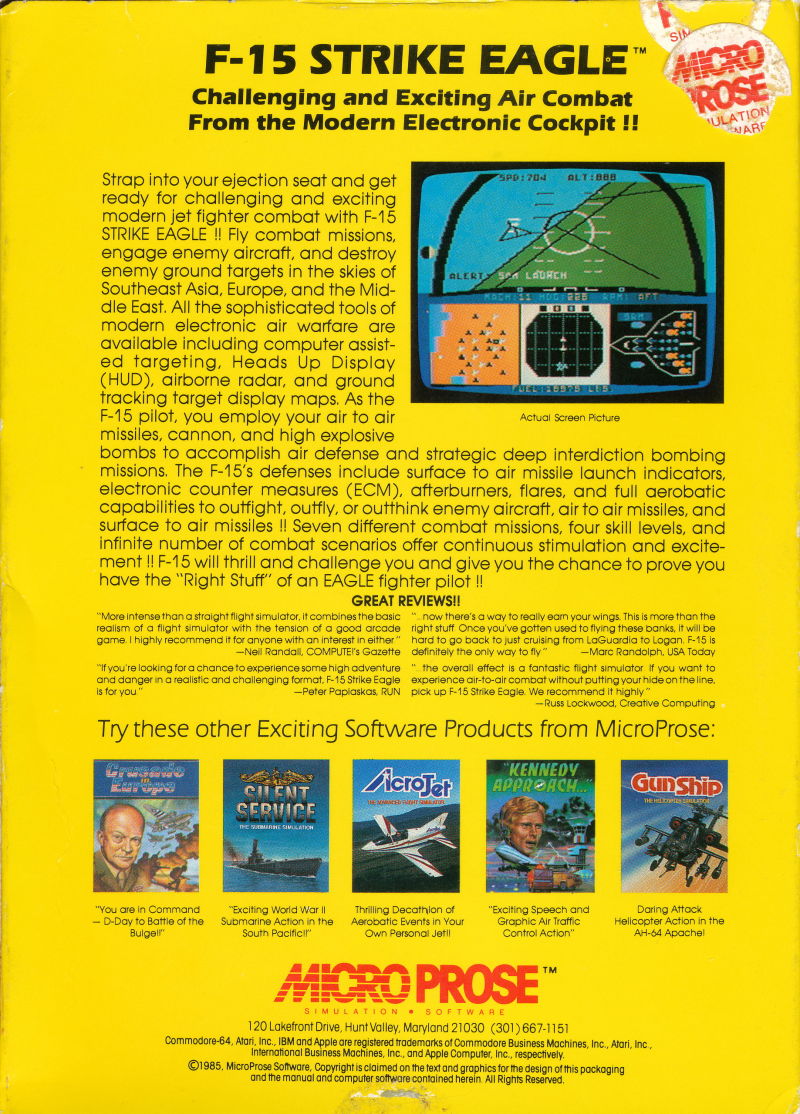 F-15 STRIKE EAGLE™
Challenging and Exciting Air Combat
From the Modern Electronic Cockpit !!
MICRO
PROSE
SIM
ULATION
WARE
Strap into your ejection seat and get
ready for challenging and exciting
modern jet fighter combat with F-15
STRIKE EAGLE !! Fly combat missions,
engage enemy aircraft, and destroy
enemy ground targets in the skies of
Southeast Asia, Europe, and the Mid-
dle East. All the sophisticated tools of
modern electronic air warfare are
available including computer assist-
ed targeting, Heads Up Display
(HUD), airborne radar, and ground
tracking target display maps. As the
F-15 pilot, you employ your air to air
missiles, cannon, and high explosive
bombs to accomplish air defense and strategic deep interdiction bombing
missions. The F-15's defenses include surface to air missile launch indicators,
electronic counter measures (ECM), afterburners, flares, and full aerobatic
capabilities to outfight, outfly, or outthink enemy aircraft, air to air missiles, and
surface to air missiles !! Seven different combat missions, four skill levels, and
infinite number of combat scenarios offer continuous stimulation and excite-
ment !! F-15 will thrill and challenge you and give you the chance to prove you
have the "Right Stuff" of an EAGLE fighter pilot !!
SPD:704 ALT:888
ALERT: SAM LAUNCH
MACH:11 HDG:225 RPM: AFT
SRM
Actual Screen Picture
GREAT REVIEWS!!
"More intense than a straight flight simulator, it combines the basic
realism of a flight simulator with the tension of a good arcade
game. I highly recommend it for anyone with an interest in either."
—Neil Randall, COMPUTE!'s Gazette
"If you're looking for a chance to experience some high adventure
and danger in a realistic and challenging format, F-15 Strike Eagle
is for you." —Peter Paplaskas, RUN
"...now there's a way to really earn your wings. This is more than the
right stuff. Once you've gotten used to flying these banks, it will be
hard to go back to just cruising from LaGuardia to Logan. F-15 is
definitely the only way to fly." —Marc Randolph, USA Today
"...the overall effect is a fantastic flight simulator. If you want to
experience air-to-air combat without putting your hide on the line,
pick up F-15 Strike Eagle. We recommend it highly."
—Russ Lockwood, Creative Computing
Try these other Exciting Software Products from MicroProse:
Crusade
in
Europe
SILENT
SERVICE
THE SUBMARINE SIMULATION
AcroJet
THE ADVANCED FLIGHT SIMULATOR
"KENNEDY
APPROACH..."
GunShip
THE HELICOPTER SIMULATION
"You are in Command
— D-Day to Battle of the
Bulge!!"
"Exciting World War II
Submarine Action in the
South Pacific!!"
Thrilling Decathlon of
Aerobatic Events in Your
Own Personal Jet!!
"Exciting Speech and
Graphic Air Traffic
Control Action"
Daring Attack
Helicopter Action in the
AH-64 Apache!
MICRO PROSE™
SIMULATION • SOFTWARE
120 Lakefront Drive, Hunt Valley, Maryland 21030 (301) 667-1151
Commodore-64, Atari, Inc., IBM and Apple are registered trademarks of Commodore Business Machines, Inc., Atari, Inc.,
International Business Machines, Inc., and Apple Computer, Inc., respectively.
©1985, MicroProse Software, Copyright is claimed on the text and graphics for the design of this packaging
and the manual and computer software contained herein. All Rights Reserved.